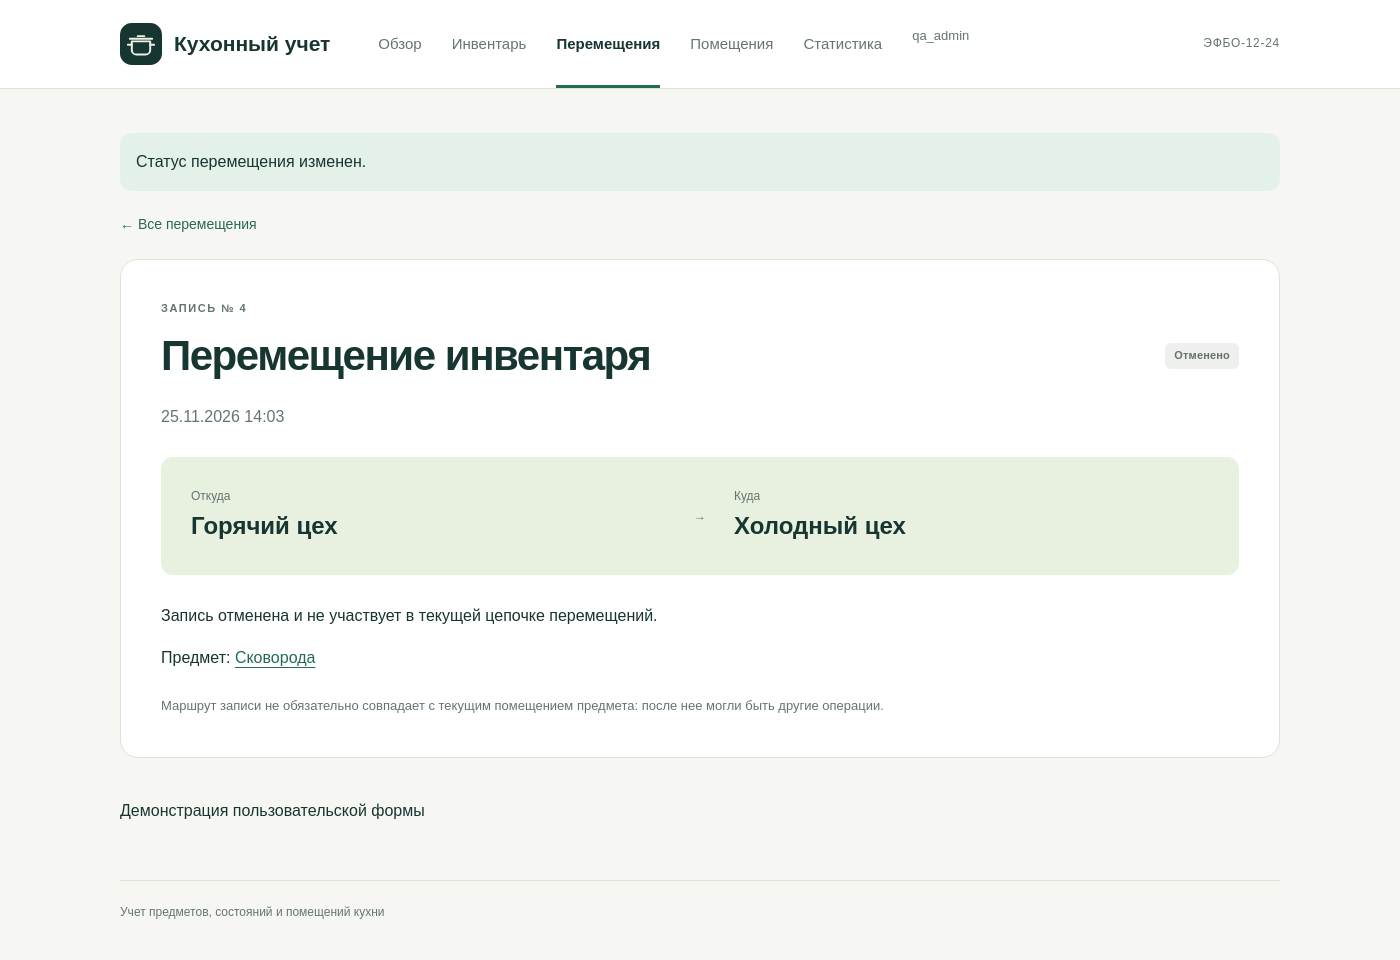 Кухонный учет
Обзор
Инвентарь
Перемещения
Помещения
Статистика
qa_admin
ЭФБО-12-24
Статус перемещения изменен.
← Все перемещения
ЗАПИСЬ № 4
Перемещение инвентаря
Отменено
25.11.2026 14:03
Откуда
Горячий цех
→
Куда
Холодный цех
Запись отменена и не участвует в текущей цепочке перемещений.
Предмет: Сковорода
Маршрут записи не обязательно совпадает с текущим помещением предмета: после нее могли быть другие операции.
Демонстрация пользовательской формы
Учет предметов, состояний и помещений кухни